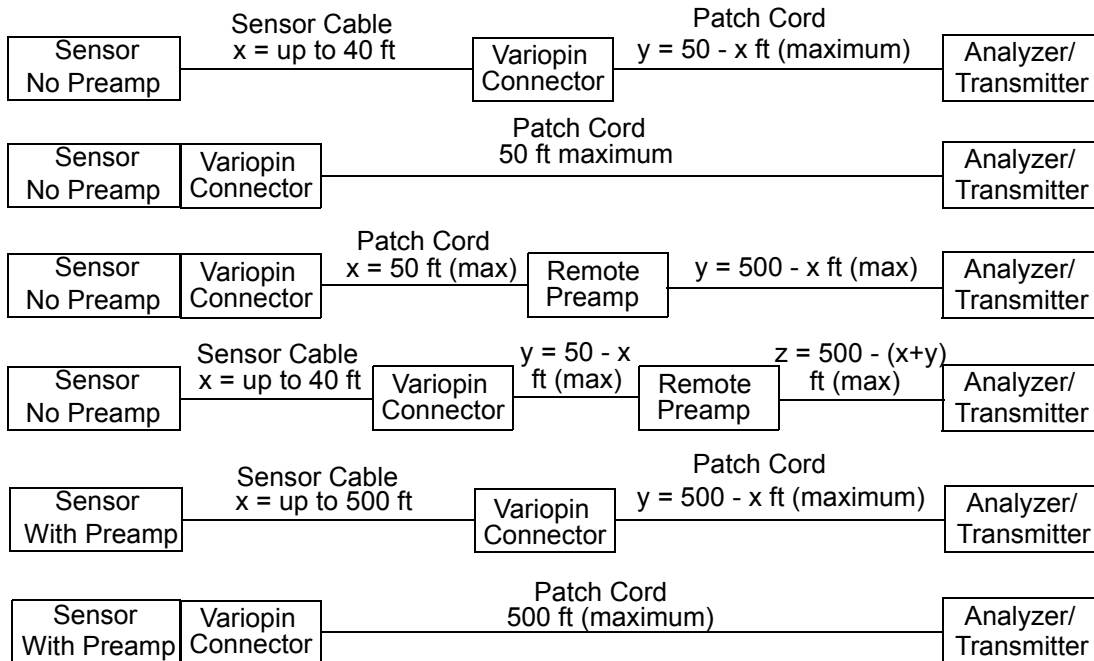 Sensor
No Preamp
Sensor Cable
x = up to 40 ft
Variopin
Connector
Patch Cord
y = 50 - x ft (maximum)
Analyzer/
Transmitter
Sensor
No Preamp
Variopin
Connector
Patch Cord
50 ft maximum
Analyzer/
Transmitter
Sensor
No Preamp
Variopin
Connector
Patch Cord
x = 50 ft (max)
Remote
Preamp
y = 500 - x ft (max)
Analyzer/
Transmitter
Sensor
No Preamp
Sensor Cable
x = up to 40 ft
Variopin
Connector
y = 50 - x
ft (max)
Remote
Preamp
z = 500 - (x+y)
ft (max)
Analyzer/
Transmitter
Sensor
With Preamp
Sensor Cable
x = up to 500 ft
Variopin
Connector
Patch Cord
y = 500 - x ft (maximum)
Analyzer/
Transmitter
Sensor
With Preamp
Variopin
Connector
Patch Cord
500 ft (maximum)
Analyzer/
Transmitter